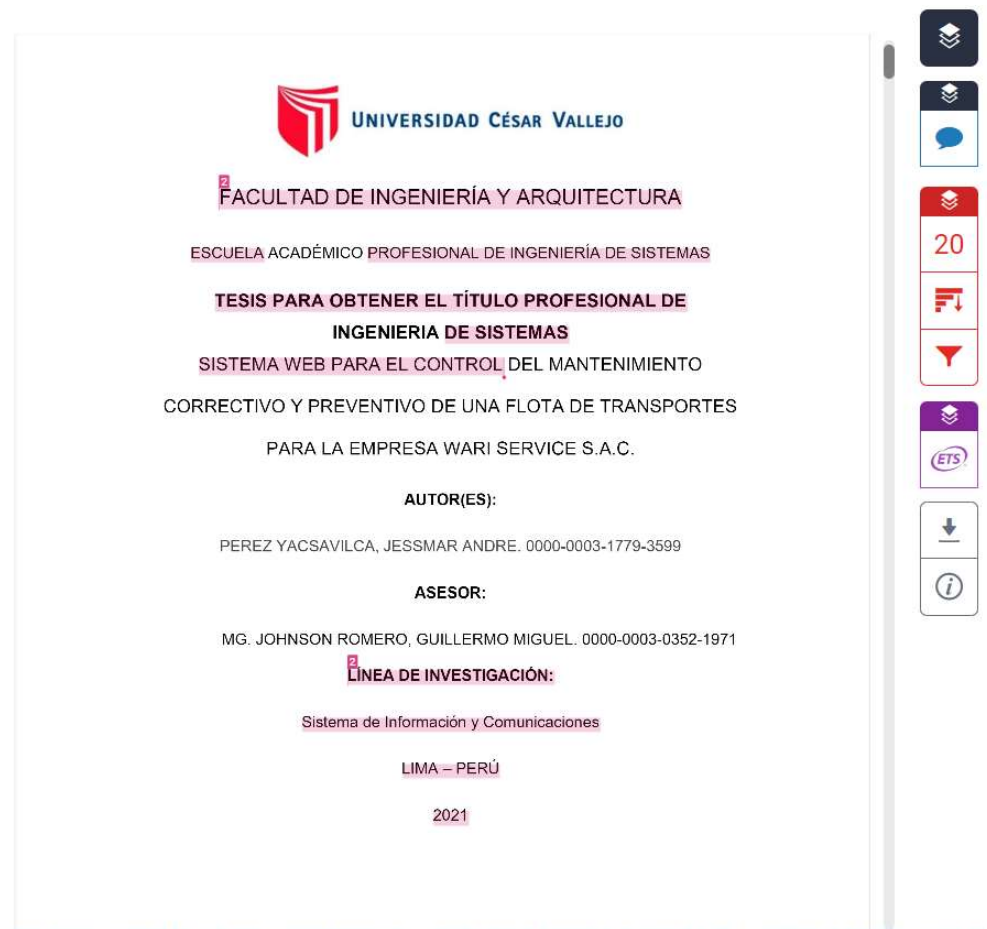 UNIVERSIDAD CÉSAR VALLEJO
2
FACULTAD DE INGENIERÍA Y ARQUITECTURA
ESCUELA ACADÉMICO PROFESIONAL DE INGENIERÍA DE SISTEMAS
TESIS PARA OBTENER EL TÍTULO PROFESIONAL DE
INGENIERIA DE SISTEMAS
SISTEMA WEB PARA EL CONTROL DEL MANTENIMIENTO
CORRECTIVO Y PREVENTIVO DE UNA FLOTA DE TRANSPORTES
PARA LA EMPRESA WARI SERVICE S.A.C.
AUTOR(ES):
PEREZ YACSAVILCA, JESSMAR ANDRE. 0000-0003-1779-3599
ASESOR:
MG. JOHNSON ROMERO, GUILLERMO MIGUEL. 0000-0003-0352-1971
2
LÍNEA DE INVESTIGACIÓN:
Sistema de Información y Comunicaciones
LIMA – PERÚ
2021
20
ETS